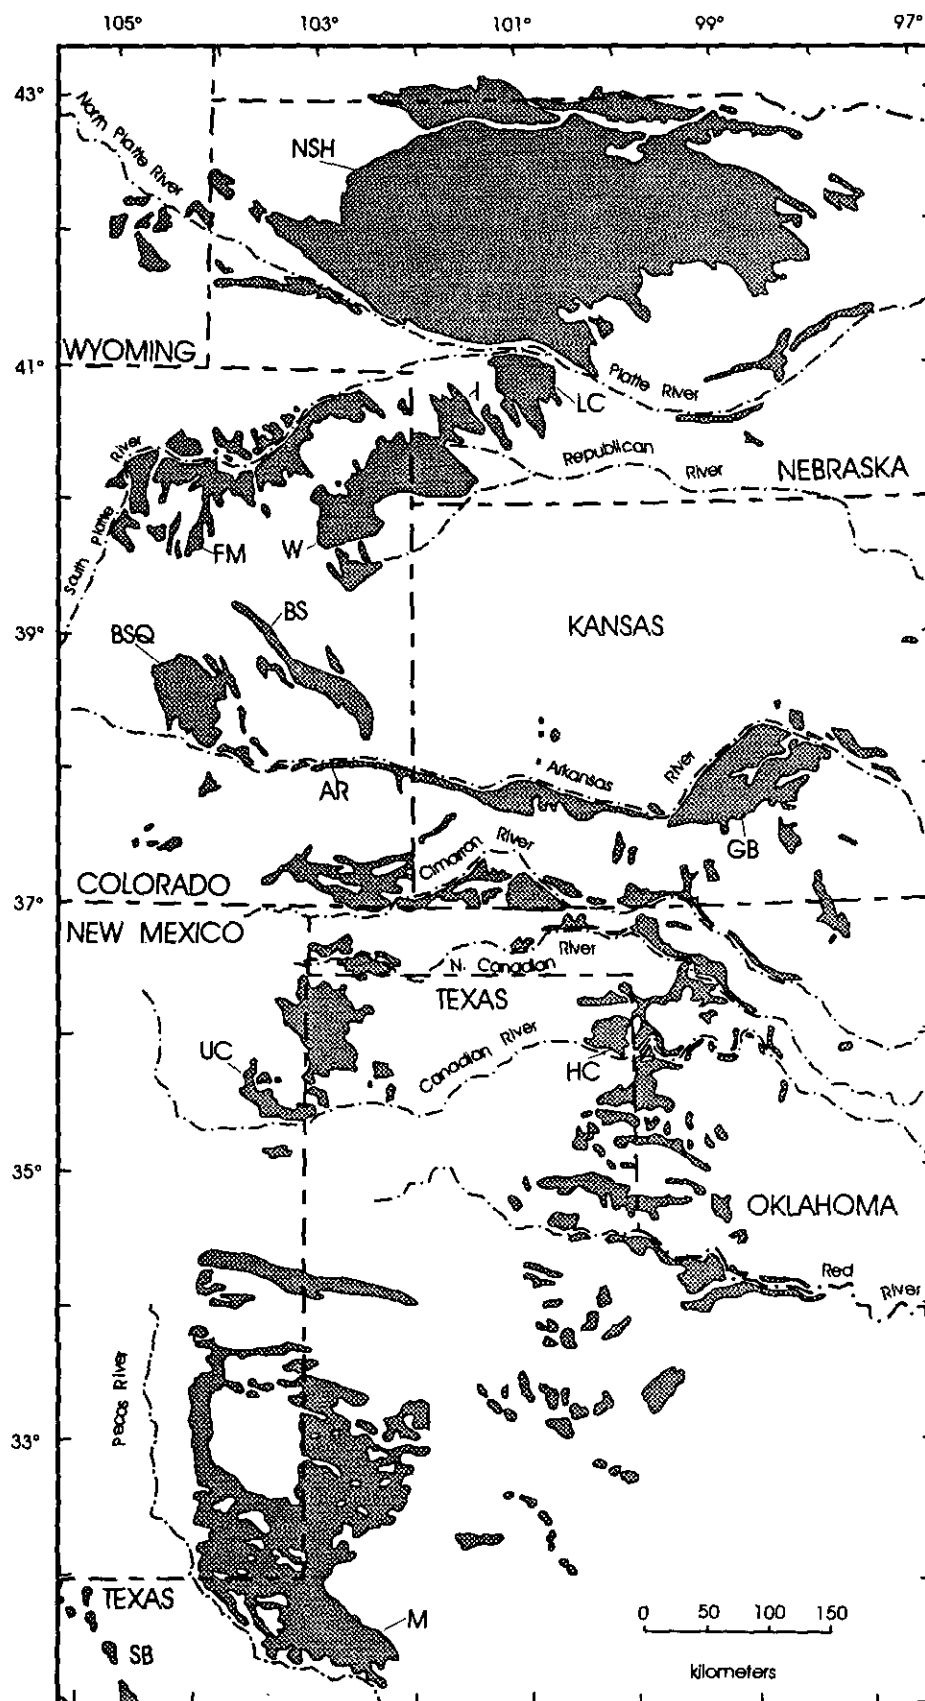 105° 103° 101° 99° 97°
43°
North Platte River
NSH
WYOMING
41°
Platte River
I
LC
River
Republican
River
NEBRASKA
South Platte
FM
W
39°
BS
BSQ
KANSAS
Arkansas
River
AR
GB
Cimarron River
COLORADO
37°
NEW MEXICO
River
N. Canadian
TEXAS
UC
Canadian River
HC
35°
OKLAHOMA
Red
River
Pecos River
33°
TEXAS
M
SB
0 50 100 150
kilometers